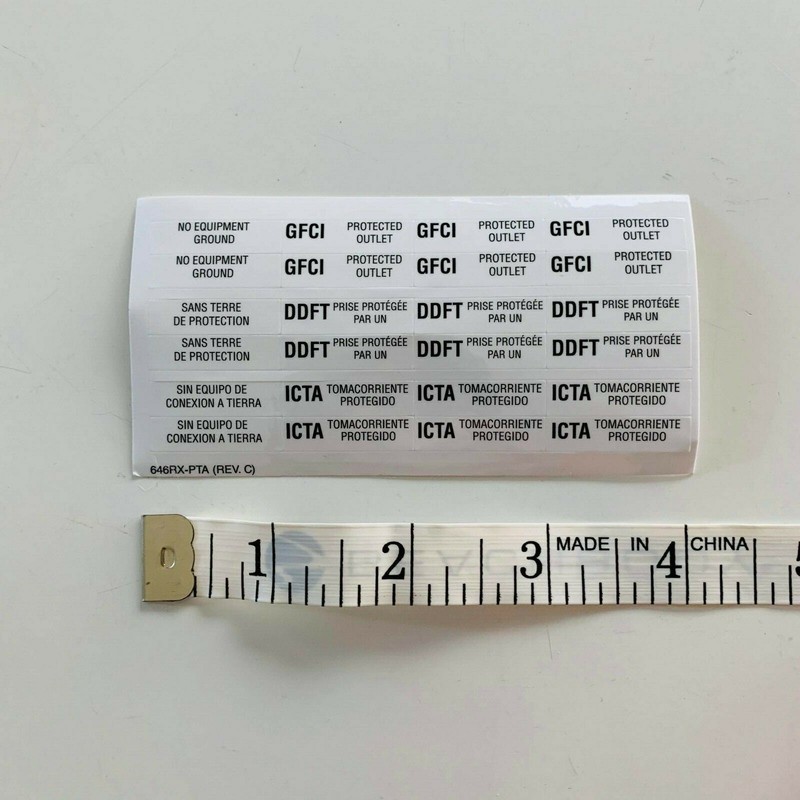 NO EQUIPMENT GFCI PROTECTED GFCI PROTECTED GFCI PROTECTED
GROUND OUTLET OUTLET OUTLET
NO EQUIPMENT GFCI PROTECTED GFCI PROTECTED GFCI PROTECTED
GROUND OUTLET OUTLET OUTLET
SANS TERRE DDFT PRISE PROTÉGÉE DDFT PRISE PROTÉGÉE DDFT PRISE PROTÉGÉE
DE PROTECTION PAR UN PAR UN PAR UN
SANS TERRE DDFT PRISE PROTÉGÉE DDFT PRISE PROTÉGÉE DDFT PRISE PROTÉGÉE
DE PROTECTION PAR UN PAR UN PAR UN
SIN EQUIPO DE ICTA TOMACORRIENTE ICTA TOMACORRIENTE ICTA TOMACORRIENTE
CONEXION A TIERRA PROTEGIDO PROTEGIDO PROTEGIDO
SIN EQUIPO DE ICTA TOMACORRIENTE ICTA TOMACORRIENTE ICTA TOMACORRIENTE
CONEXION A TIERRA PROTEGIDO PROTEGIDO PROTEGIDO
646RX-PTA (REV. C)
1 2 3 MADE IN 4 CHINA 5